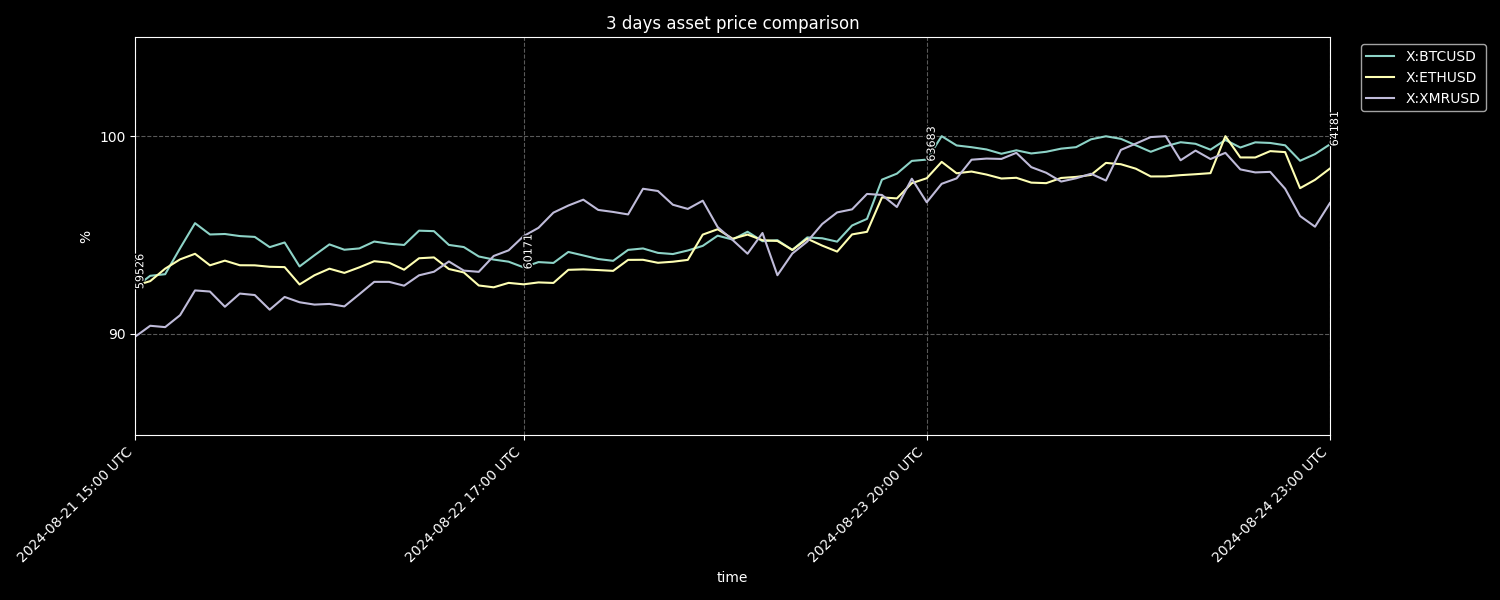 3 days asset price comparison
X:BTCUSD
X:ETHUSD
X:XMRUSD
100
90
%
59526
60171
63683
64181
2024-08-21 15:00 UTC
2024-08-22 17:00 UTC
2024-08-23 20:00 UTC
2024-08-24 23:00 UTC
time